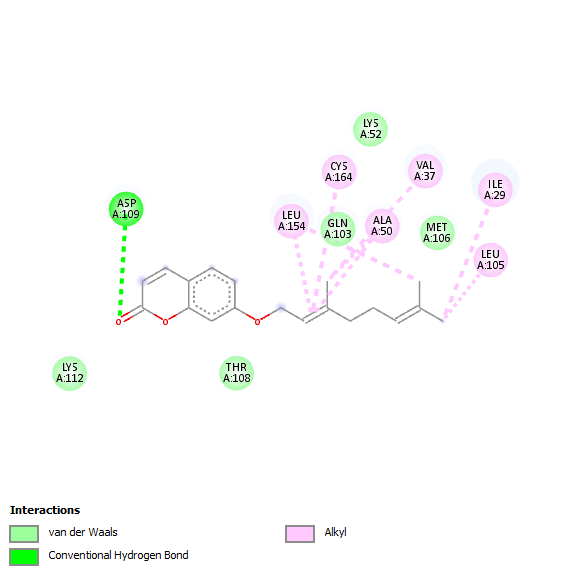 LYS
A:52
CYS
A:164
VAL
A:37
ILE
A:29
ASP
A:109
LEU
A:154
GLN
A:103
ALA
A:50
MET
A:106
LEU
A:105
O
O
O
LYS
A:112
THR
A:108
Interactions
van der Waals
Alkyl
Conventional Hydrogen Bond